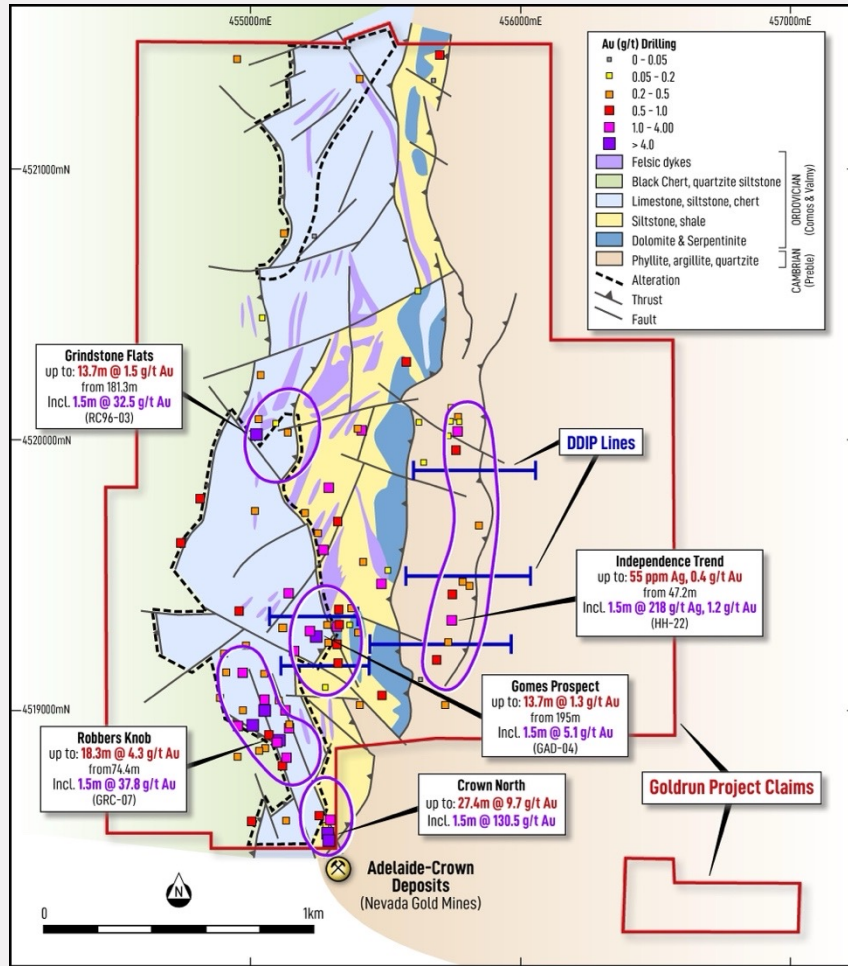 455000mE
456000mE
457000mE
4521000mN
4520000mN
4519000mN
Au (g/t) Drilling
0 - 0.05
0.05 - 0.2
0.2 - 0.5
0.5 - 1.0
1.0 - 4.00
> 4.0
Felsic dykes
Black Chert, quartzite siltstone
Limestone, siltstone, chert
Siltstone, shale
Dolomite & Serpentinite
Phyllite, argillite, quartzite
Alteration
Thrust
Fault
ORDOVICIAN
(Comos & Valmy)
CAMBRIAN
(Preble)
Grindstone Flats
up to: 13.7m @ 1.5 g/t Au
from 181.3m
Incl. 1.5m @ 32.5 g/t Au
(RC96-03)
DDIP Lines
Independence Trend
up to: 55 ppm Ag, 0.4 g/t Au
from 47.2m
Incl. 1.5m @ 218 g/t Ag, 1.2 g/t Au
(HH-22)
Gomes Prospect
up to: 13.7m @ 1.3 g/t Au
from 195m
Incl. 1.5m @ 5.1 g/t Au
(GAD-04)
Robbers Knob
up to: 18.3m @ 4.3 g/t Au
from74.4m
Incl. 1.5m @ 37.8 g/t Au
(GRC-07)
Crown North
up to: 27.4m @ 9.7 g/t Au
Incl. 1.5m @ 130.5 g/t Au
Goldrun Project Claims
Adelaide-Crown
Deposits
(Nevada Gold Mines)
N
0
1km